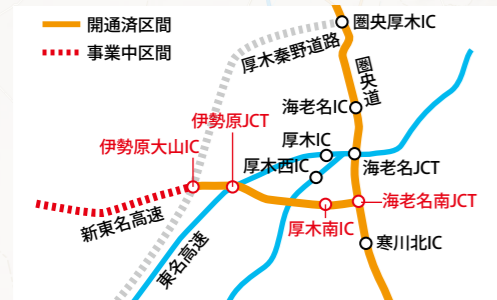 開通済区間
事業中区間
圏央厚木IC
厚木秦野道路
圏央道
海老名IC
伊勢原JCT
厚木IC
伊勢原大山IC
厚木西IC
海老名JCT
海老名南JCT
新東名高速
厚木南IC
東名高速
寒川北IC